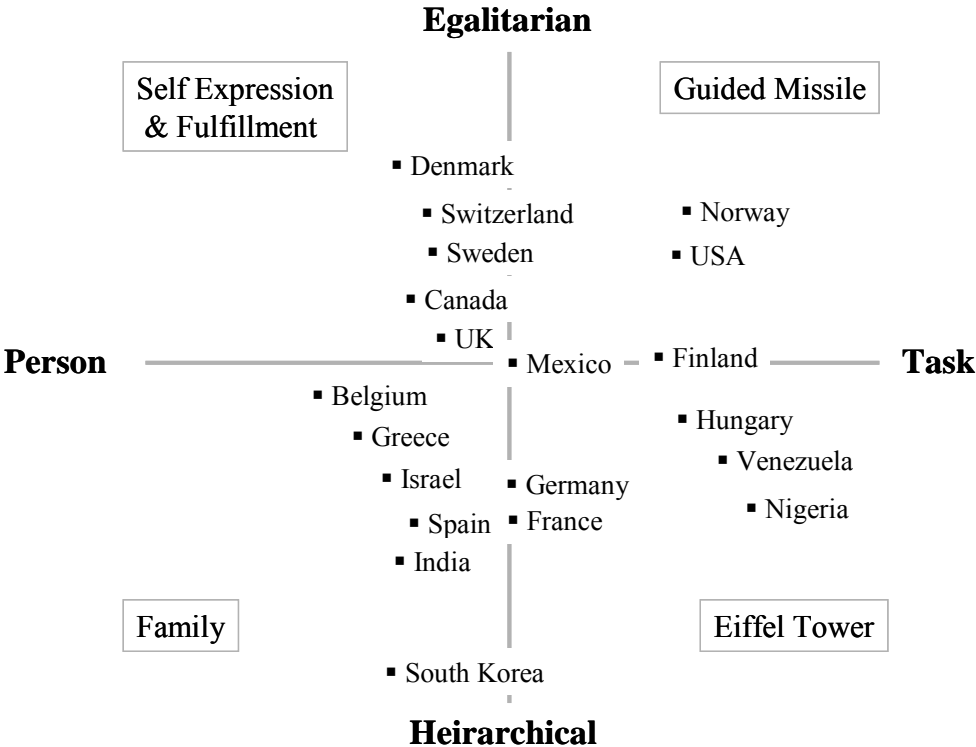 Egalitarian
Self Expression
& Fulfillment
Guided Missile
Denmark
Switzerland
Norway
Sweden
USA
Canada
UK
Person
Mexico
Finland
Task
Belgium
Hungary
Greece
Venezuela
Israel
Germany
Nigeria
Spain
France
India
Family
Eiffel Tower
South Korea
Heirarchical